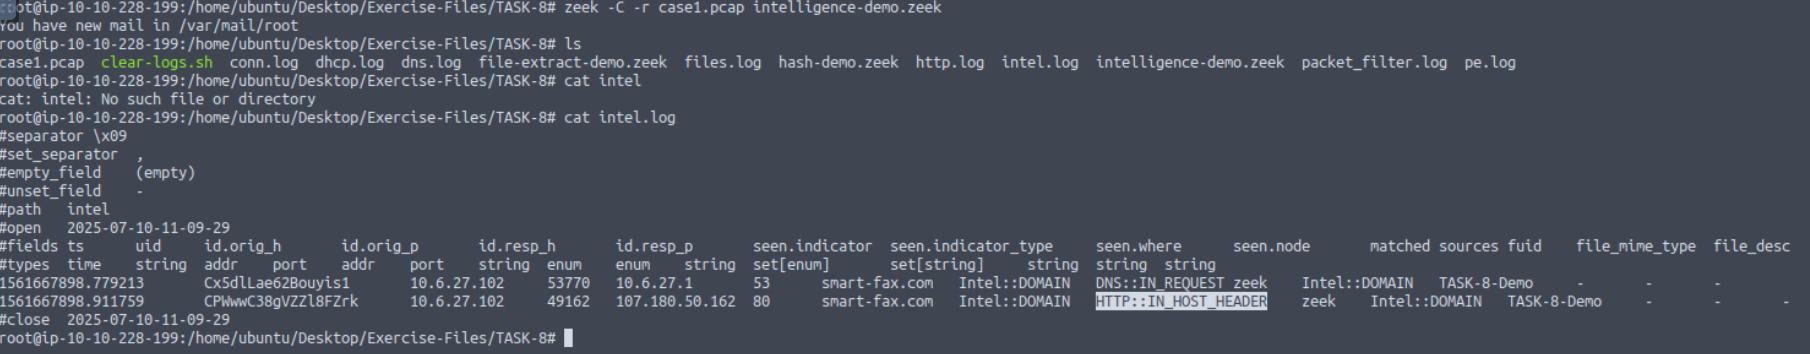 root@ip-10-10-228-199:/home/ubuntu/Desktop/Exercise-Files/TASK-8# zeek -C -r case1.pcap intelligence-demo.zeek
You have new mail in /var/mail/root
root@ip-10-10-228-199:/home/ubuntu/Desktop/Exercise-Files/TASK-8# ls
case1.pcap  clear-logs.sh  conn.log  dhcp.log  dns.log  file-extract-demo.zeek  files.log  hash-demo.zeek  http.log  intel.log  intelligence-demo.zeek  packet_filter.log  pe.log
root@ip-10-10-228-199:/home/ubuntu/Desktop/Exercise-Files/TASK-8# cat intel
cat: intel: No such file or directory
root@ip-10-10-228-199:/home/ubuntu/Desktop/Exercise-Files/TASK-8# cat intel.log
#separator \x09
#set_separator  ,
#empty_field    (empty)
#unset_field    -
#path   intel
#open   2025-07-10-11-09-29
#fields ts      uid     id.orig_h       id.orig_p       id.resp_h       id.resp_p       seen.indicator  seen.indicator_type     seen.where      seen.node       matched sources fuid    file_mime_type  file_desc
#types  time    string  addr    port    addr    port    string  enum    enum    string  set[enum]       set[string]     string  string  string
1561667898.779213       Cx5dlLae62Bouyis1       10.6.27.102     53770   10.6.27.1       53      smart-fax.com   Intel::DOMAIN   DNS::IN_REQUEST zeek    Intel::DOMAIN   TASK-8-Demo     -       -       -
1561667898.911759       CPWwwC38gVZZl8FZrk      10.6.27.102     49162   107.180.50.162  80      smart-fax.com   Intel::DOMAIN   HTTP::IN_HOST_HEADER    zeek    Intel::DOMAIN   TASK-8-Demo     -       -       -
#close  2025-07-10-11-09-29
root@ip-10-10-228-199:/home/ubuntu/Desktop/Exercise-Files/TASK-8#